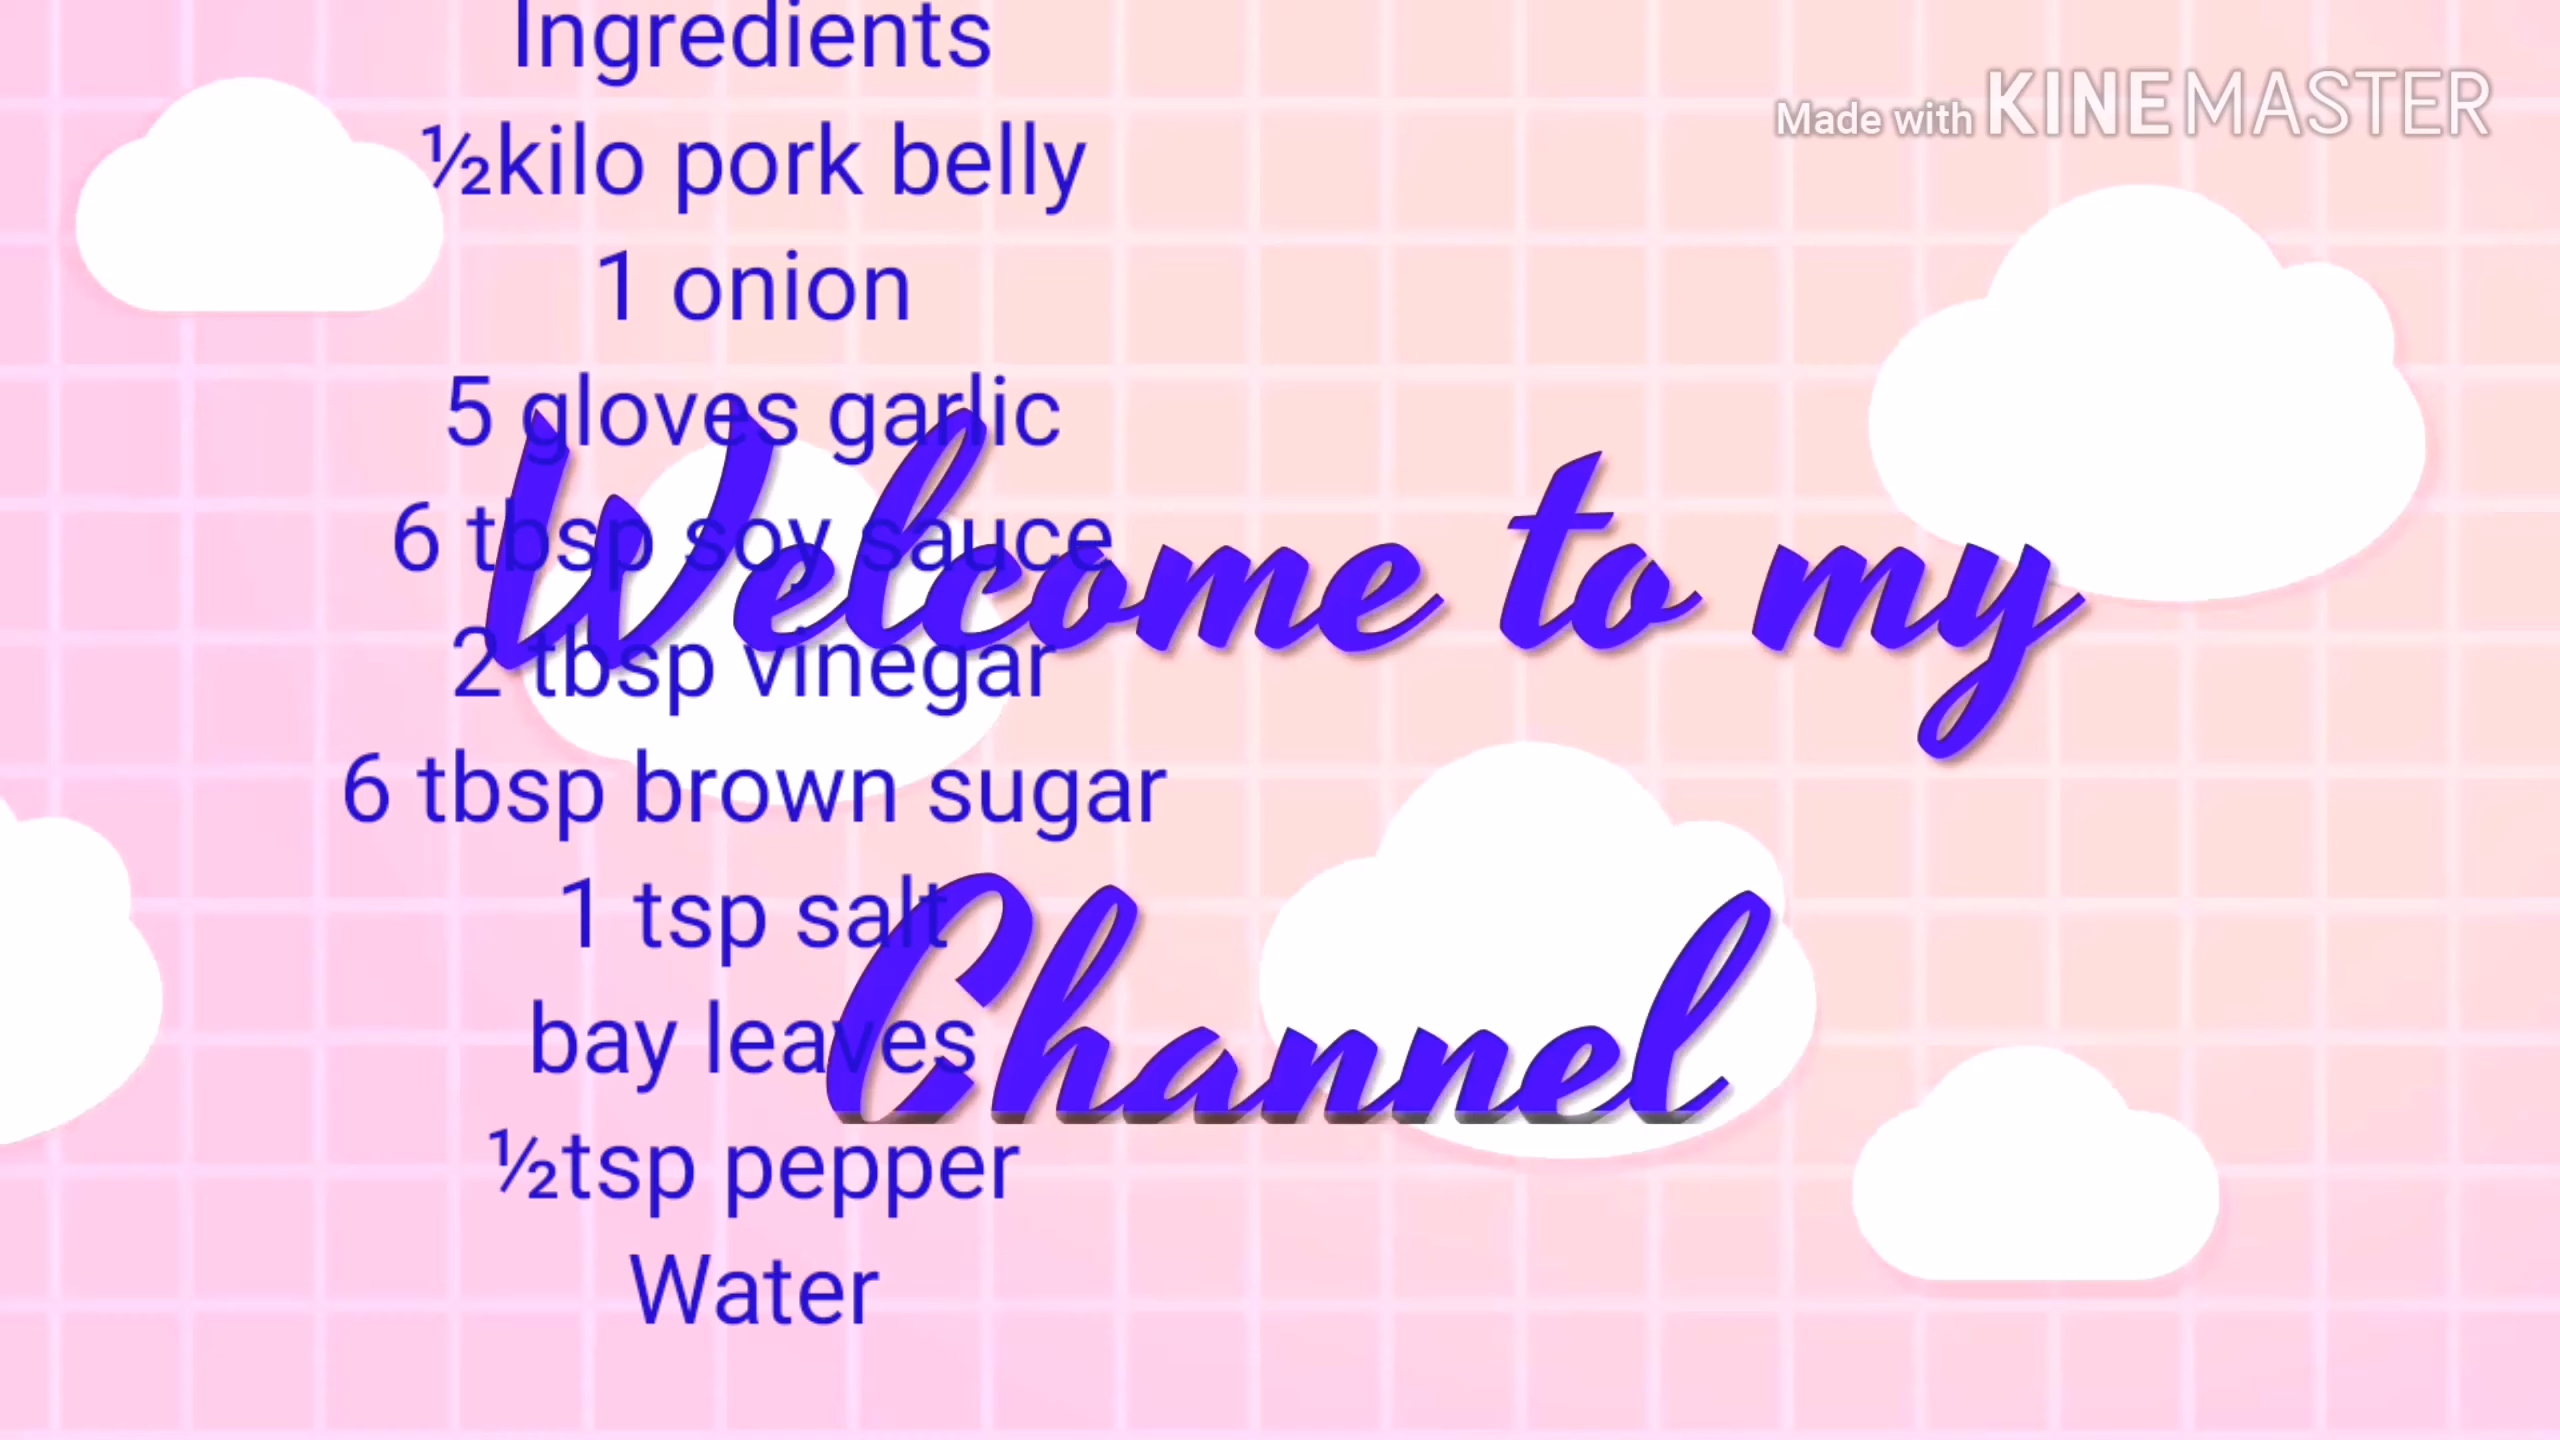 Ingredients
½kilo pork belly
1 onion
5 gloves garlic
6 tbsp soy sauce
2 tbsp vinegar
6 tbsp brown sugar
1 tsp salt
bay leaves
½tsp pepper
Water
Welcome to my
Channel
Made with KINEMASTER